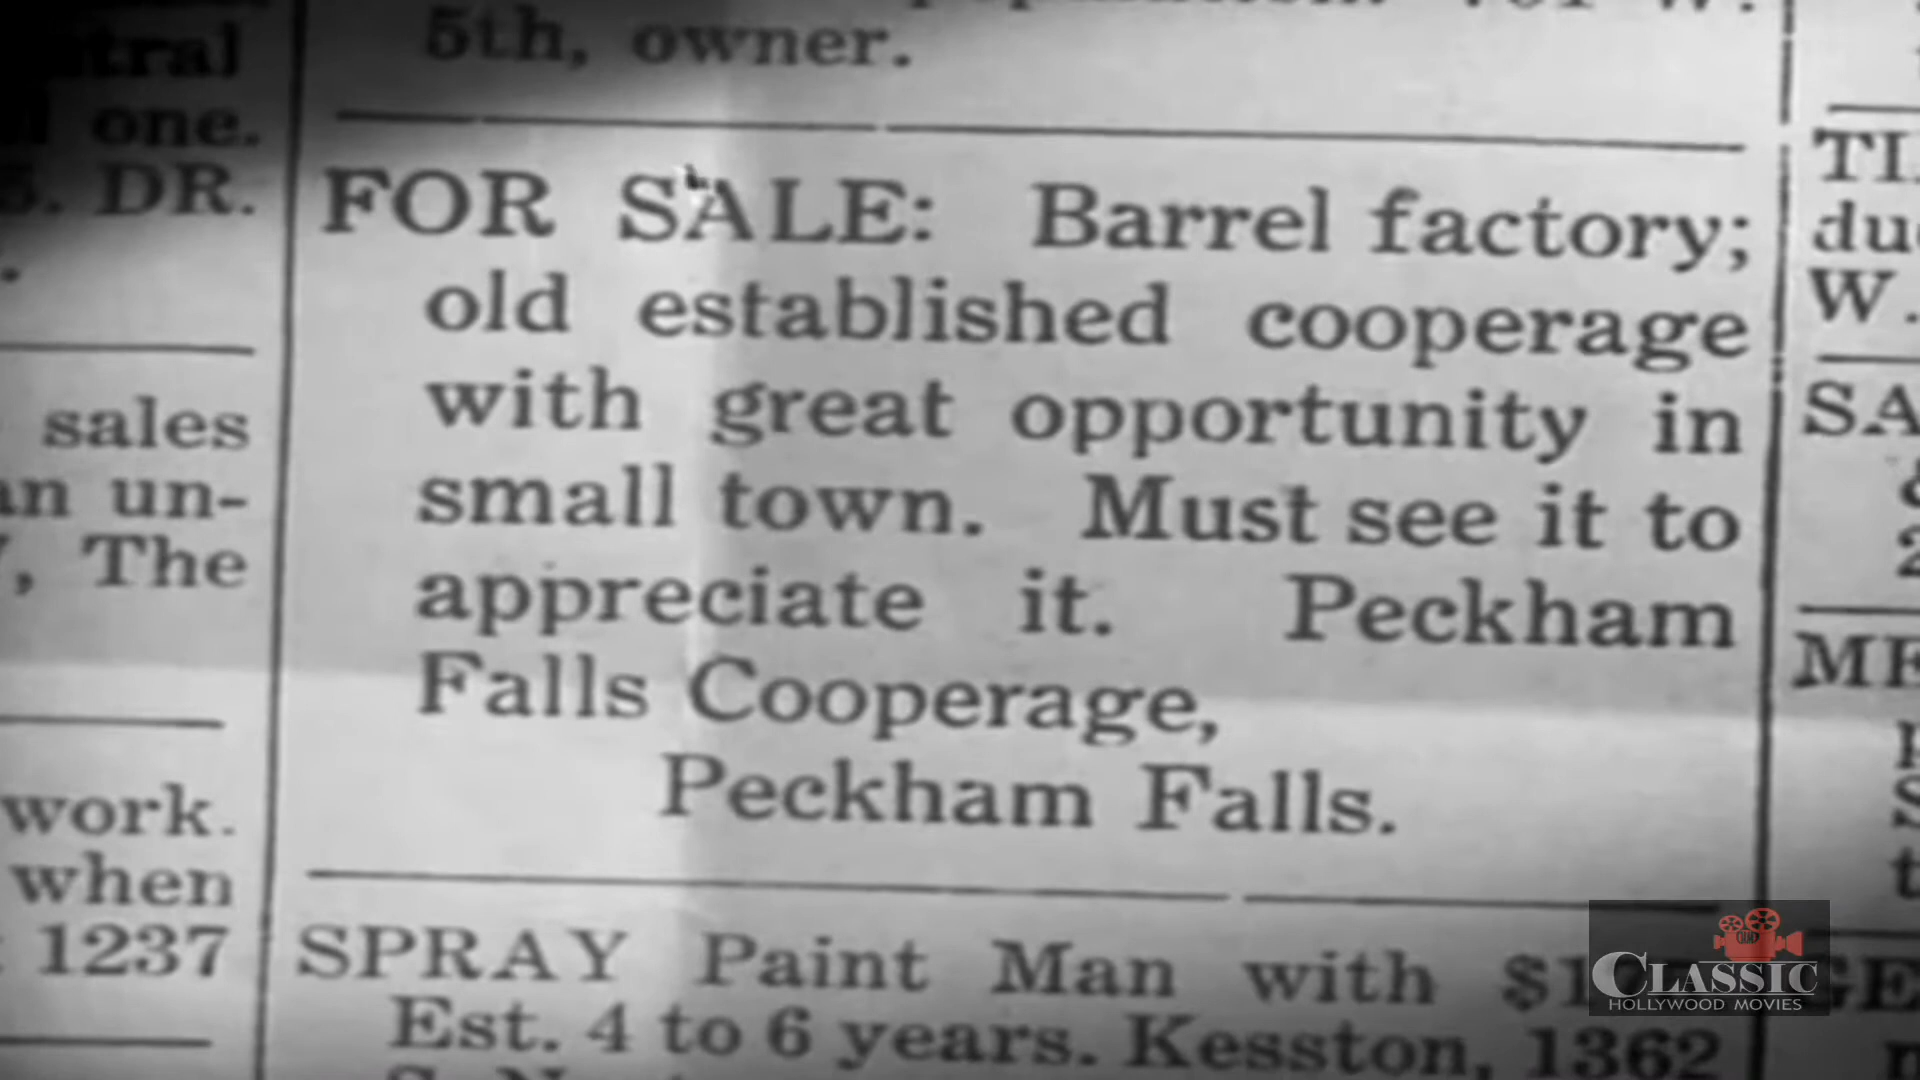 5th, owner.
FOR SALE: Barrel factory;
old established cooperage
with great opportunity in
small town. Must see it to
appreciate it. Peckham
Falls Cooperage,
Peckham Falls.
SPRAY Paint Man with
Est. 4 to 6 years. Kesston, 1362
one.
DR.
sales
un-
, The
work.
when
1237
W.
CLASSIC
HOLLYWOOD MOVIES